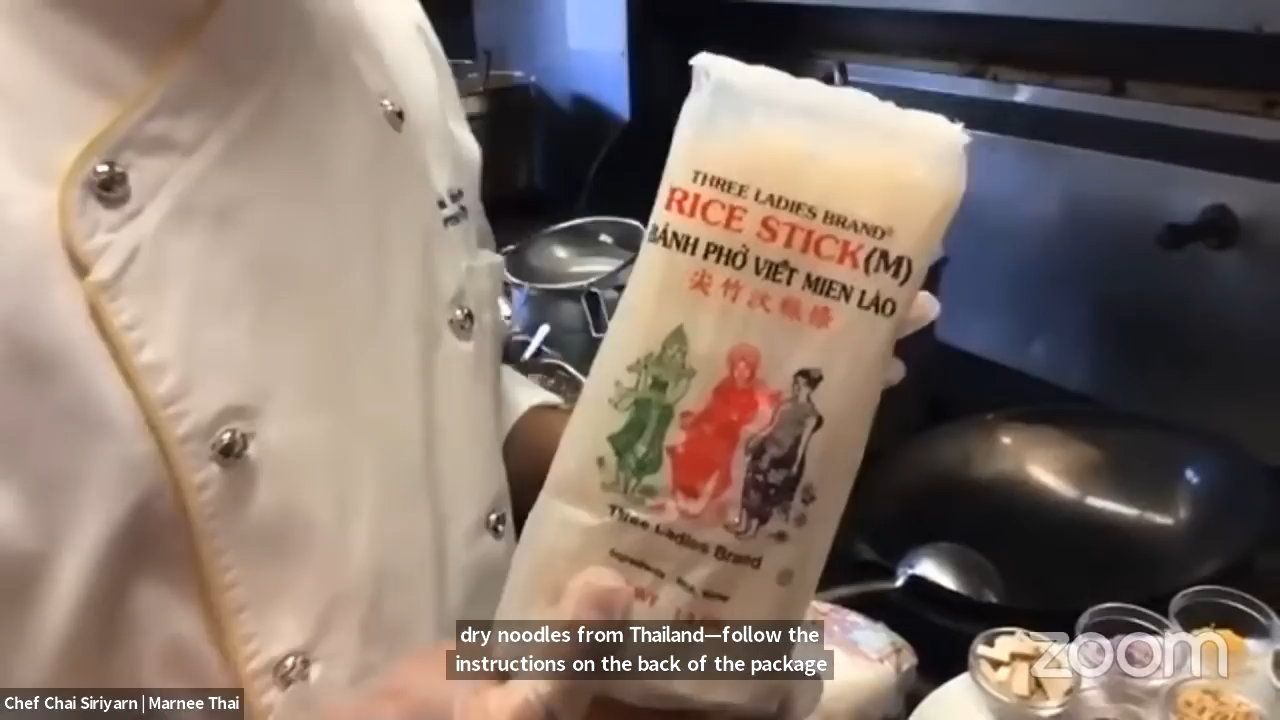 THREE LADIES BRAND®
RICE STICK(M)
BÁNH PHỞ VIẾT MIEN LÀO
Three Ladies Brand
dry noodles from Thailand—follow the
instructions on the back of the package
zoom
Chef Chai Siriyarn | Marnee Thai